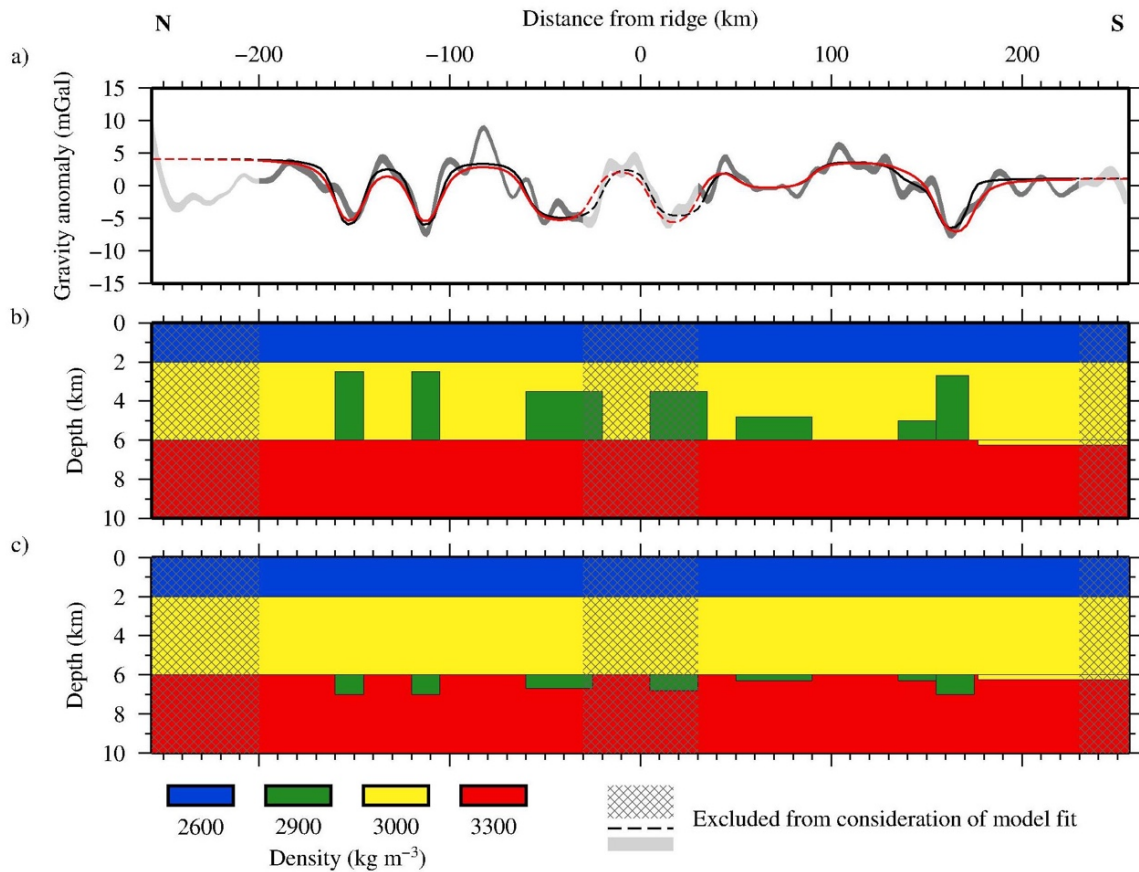 N Distance from ridge (km) S
a) −200 −100 0 100 200
Gravity anomaly (mGal)
15
10
5
0
−5
−10
−15
b)
Depth (km)
0
2
4
6
8
10
c)
Depth (km)
0
2
4
6
8
10
2600 2900 3000 3300
Density (kg m⁻³)
Excluded from consideration of model fit